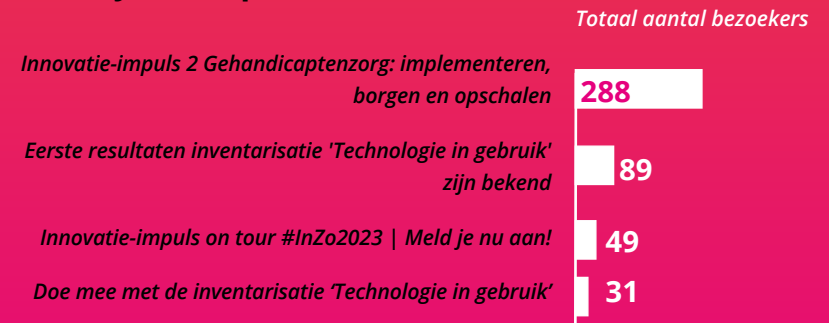 Totaal aantal bezoekers
Innovatie-impuls 2 Gehandicaptenzorg: implementeren,
borgen en opschalen
288
Eerste resultaten inventarisatie 'Technologie in gebruik'
zijn bekend
89
Innovatie-impuls on tour #InZo2023 | Meld je nu aan!
49
Doe mee met de inventarisatie ‘Technologie in gebruik’
31